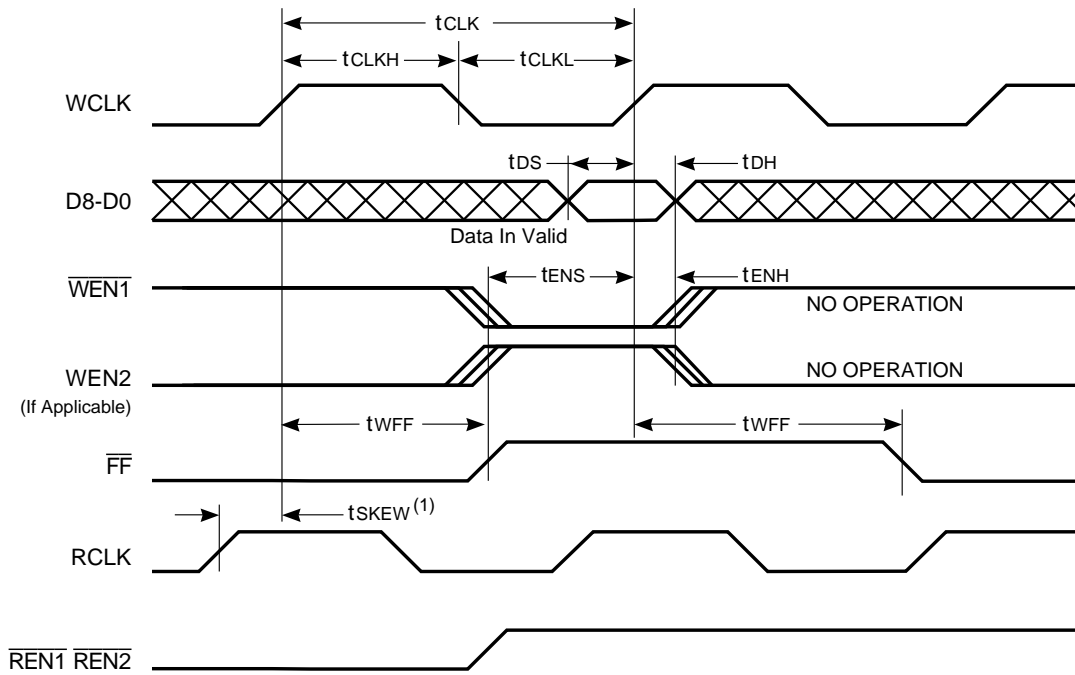 tCLK
tCLKH tCLKL
WCLK
tDS tDH
D8-D0
Data In Valid
tENS tENH
WEN1
NO OPERATION
WEN2
NO OPERATION
(If Applicable)
tWFF tWFF
FF
tSKEW(1)
RCLK
REN1 REN2